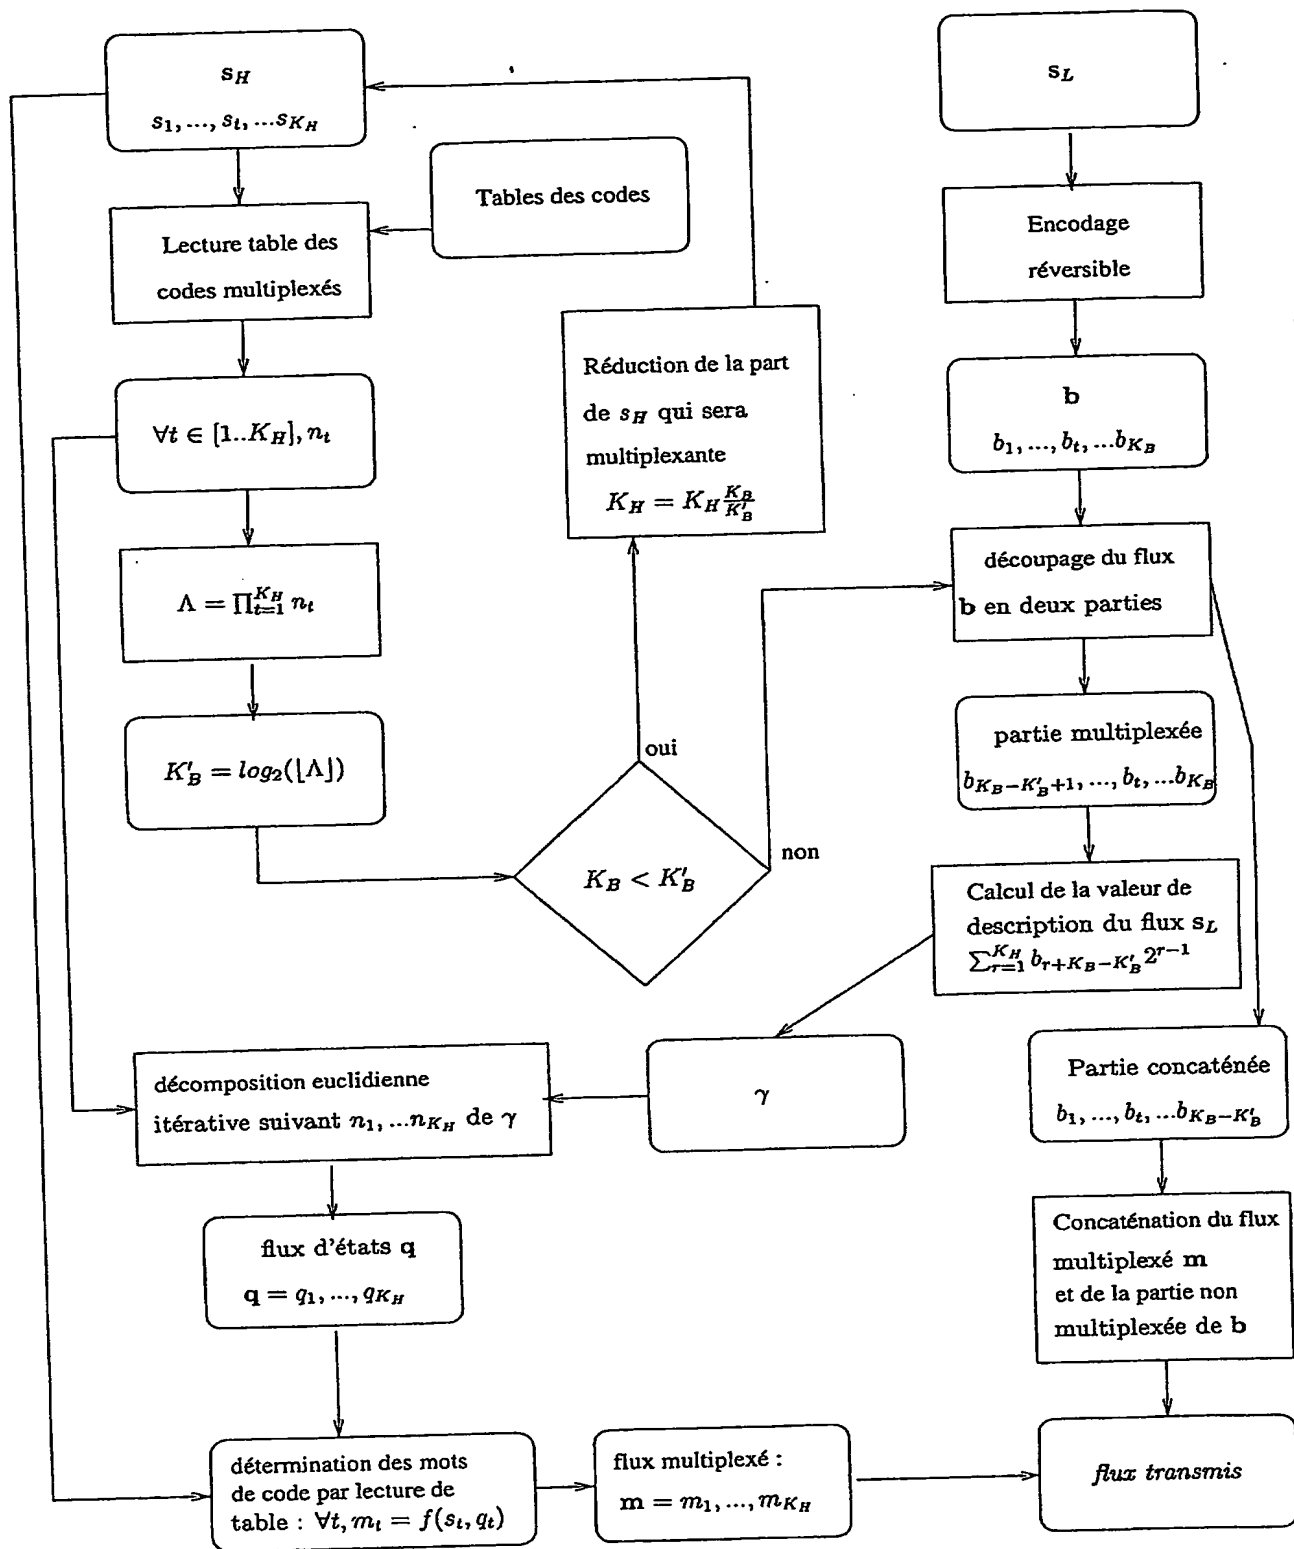 s_H
s_1, ..., s_t, ...s_{K_H}
Tables des codes
Lecture table des
codes multiplexés
∀t ∈ [1..K_H], n_t
Λ = ∏_{t=1}^{K_H} n_t
K'_B = log_2(⌊Λ⌋)
Réduction de la part
de s_H qui sera
multiplexante
K_H = K_H \frac{K_B}{K'_B}
oui
K_B < K'_B
non
s_L
Encodage
réversible
b
b_1, ..., b_t, ...b_{K_B}
découpage du flux
b en deux parties
partie multiplexée
b_{K_B-K'_B+1}, ..., b_t, ...b_{K_B}
Calcul de la valeur de
description du flux s_L
∑_{r=1}^{K_H} b_{r+K_B-K'_B} 2^{r-1}
γ
décomposition euclidienne
itérative suivant n_1, ...n_{K_H} de γ
flux d'états q
q = q_1, ..., q_{K_H}
détermination des mots
de code par lecture de
table : ∀t, m_t = f(s_t, q_t)
flux multiplexé :
m = m_1, ..., m_{K_H}
Partie concaténée
b_1, ..., b_t, ...b_{K_B-K'_B}
Concaténation du flux
multiplexé m
et de la partie non
multiplexée de b
flux transmis